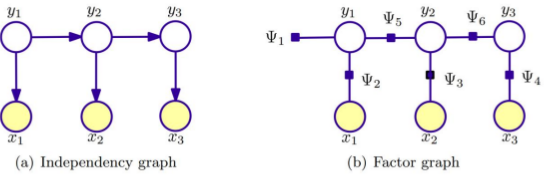 y₁ y₂ y₃
x₁ x₂ x₃
(a) Independency graph
y₁ Ψ₅ y₂ Ψ₆ y₃
Ψ₁
Ψ₂ Ψ₃ Ψ₄
x₁ x₂ x₃
(b) Factor graph